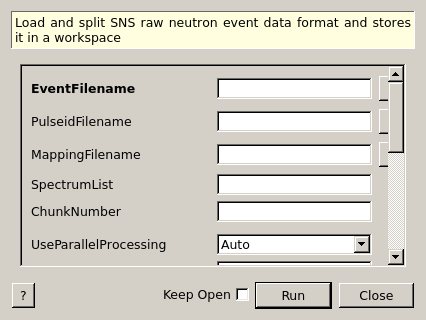 Load and split SNS raw neutron event data format and stores
it in a workspace
EventFilename
PulseidFilename
MappingFilename
SpectrumList
ChunkNumber
UseParallelProcessing Auto
? Keep Open Run Close